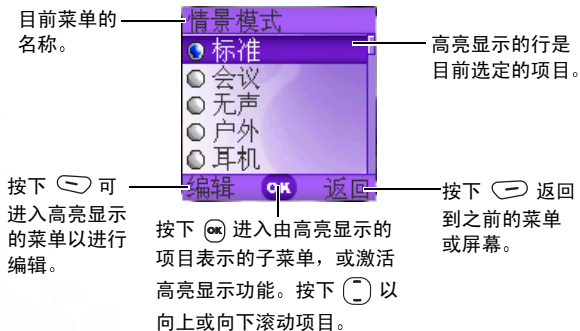 目前菜单的
名称。
情景模式
标准
会议
无声
户外
耳机
编辑 OK 返回
高亮显示的行是
目前选定的项目。
按下 可
进入高亮显示
的菜单以进行
编辑。
按下 OK 进入由高亮显示的
项目表示的子菜单，或激活
高亮显示功能。按下 以
向上或向下滚动项目。
按下 返回
到之前的菜单
或屏幕。